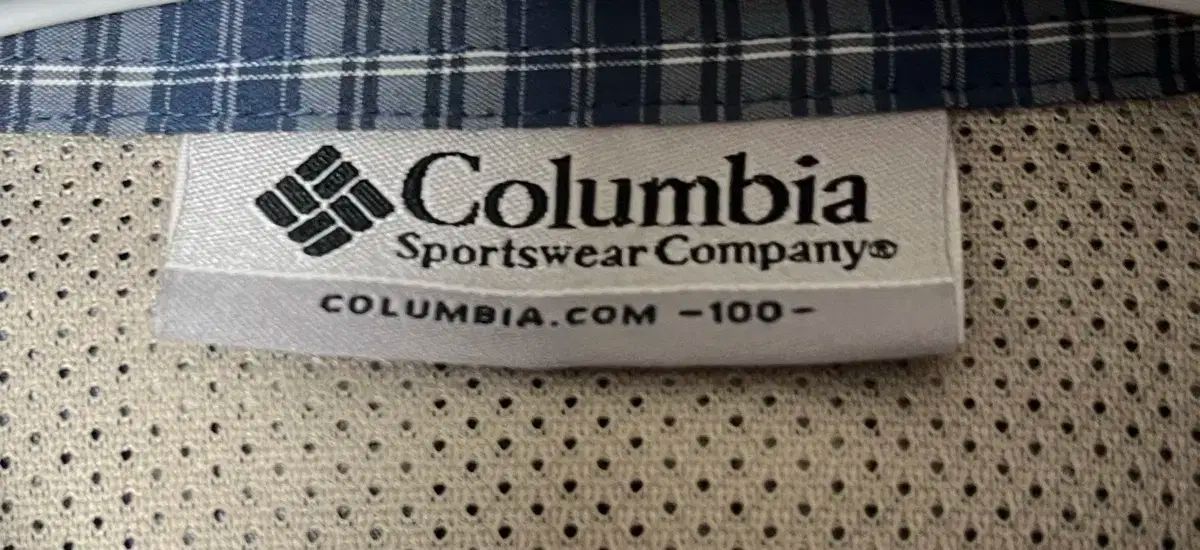 Columbia
Sportswear Company®
COLUMBIA.COM -100-